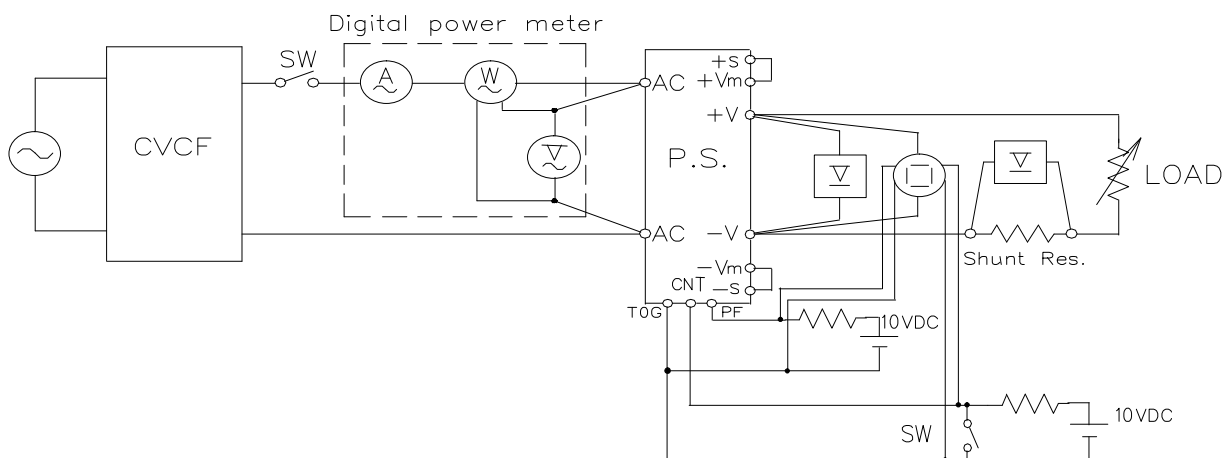 Digital power meter
SW
A
W
V
CVCF
AC
AC
P.S.
+S
+Vm
+V
-V
-Vm
-S
CNT
TOG
PF
V
V
LOAD
Shunt Res.
10VDC
10VDC
SW